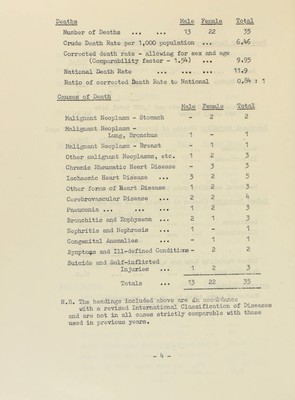 Deaths Male Female Total
Number of Deaths ... ... 13 22 35
Crude Death Rate per 1,000 population ... 6.46
Corrected death rate - allowing for sex and age
(Comparability factor - 1.54) ... 9.95
National Death Rate ... ... ... 11.9
Ratio of corrected Death Rate to National 0.84 : 1
Causes of Death
Male Female Total
Malignant Neoplasm - Stomach - 2 2
Malignant Neoplasm -
Lung, Bronchus 1 - 1
Malignant Neoplasm - Breast - 1 1
Other malignant Neoplasms, etc. 1 2 3
Chronic Rheumatic Heart Disease - 3 3
Ischaemic Heart Disease ... 3 2 5
Other forms of Heart Disease 1 2 3
Cerebrovascular Disease ... 2 2 4
Pneumonia ... ... ... 1 2 3
Bronchitis and Emphysema ... 2 1 3
Nephritis and Nephrosis ... 1 - 1
Congenital Anomalies ... - 1 1
Symptoms and Ill-defined Conditions - 2 2
Suicide and Self-inflicted
Injuries ... 1 2 3
Totals ... 13 22 35
N.B. The headings included above are in accordance
with a revised International Classification of Diseases
and are not in all cases strictly comparable with those
used in previous years.
- 4 -